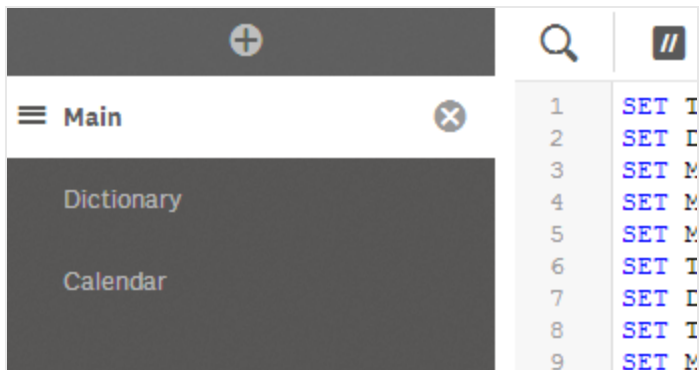 Main
Dictionary
Calendar
//
1 SET
2 SET
3 SET
4 SET
5 SET
6 SET
7 SET
8 SET
9 SET